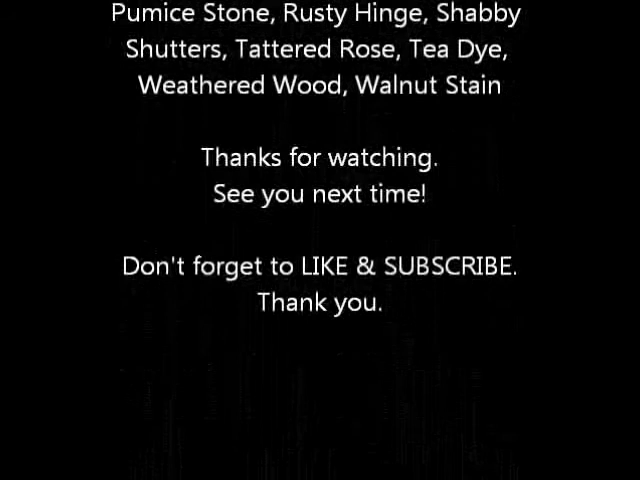 Pumice Stone, Rusty Hinge, Shabby
Shutters, Tattered Rose, Tea Dye,
Weathered Wood, Walnut Stain
Thanks for watching.
See you next time!
Don't forget to LIKE & SUBSCRIBE.
Thank you.